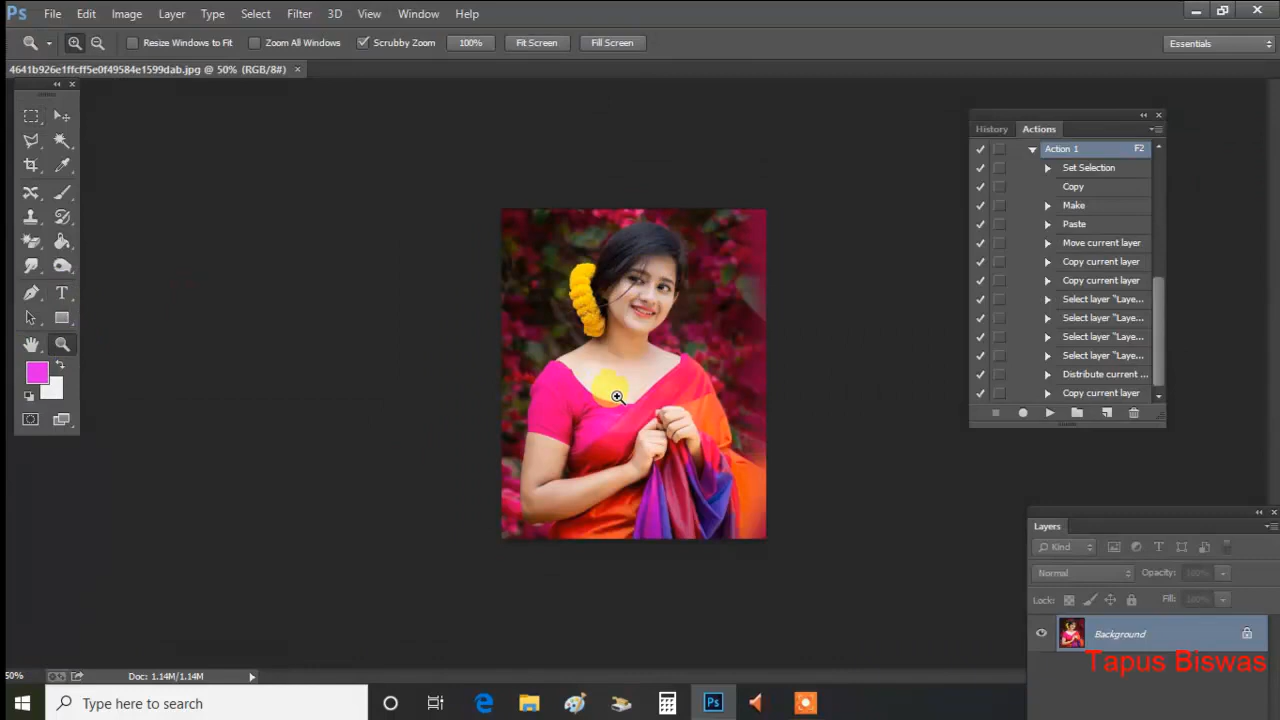 Ps File Edit Image Layer Type Select Filter 3D View Window Help
Resize Windows to Fit Zoom All Windows Scrubby Zoom 100% Fit Screen Fill Screen Essentials
4641b926e1ffcff5e0f49584e1599dab.jpg @ 50% (RGB/8#) ×
History Actions
Action 1 F2
Set Selection
Copy
Make
Paste
Move current layer
Copy current layer
Copy current layer
Select layer "Laye...
Select layer "Laye...
Select layer "Laye...
Select layer "Laye...
Distribute current ...
Copy current layer
T
Layers
Kind T
Normal Opacity: 100%
Lock: Fill: 100%
Background
Tapus Biswas
50% Doc: 1.14M/1.14M
Type here to search Ps